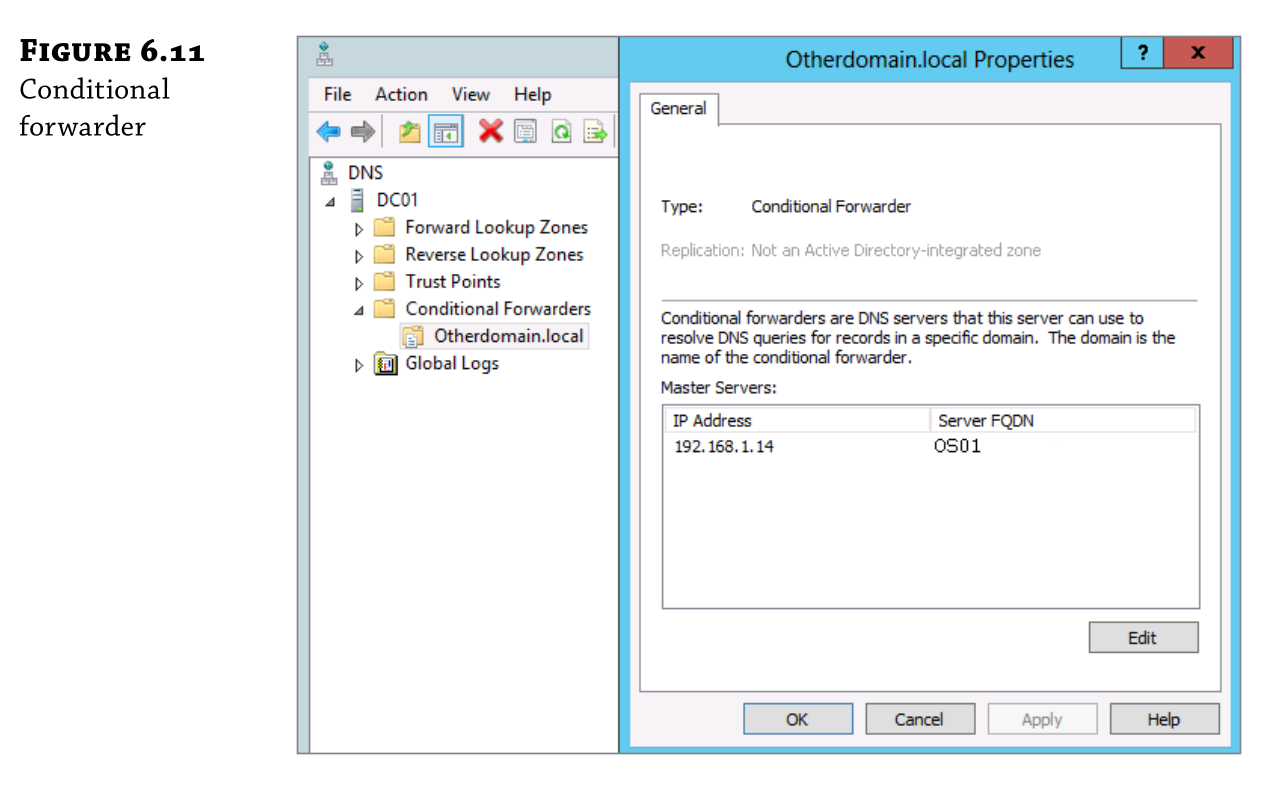 FIGURE 6.11
Conditional
forwarder
Otherdomain.local Properties
?
x
File Action View Help
General
DNS
DC01
Forward Lookup Zones
Reverse Lookup Zones
Trust Points
Conditional Forwarders
Otherdomain.local
Global Logs
Type: Conditional Forwarder
Replication: Not an Active Directory-integrated zone
Conditional forwarders are DNS servers that this server can use to
resolve DNS queries for records in a specific domain. The domain is the
name of the conditional forwarder.
Master Servers:
IP Address Server FQDN
192.168.1.14 OS01
Edit
OK Cancel Apply Help